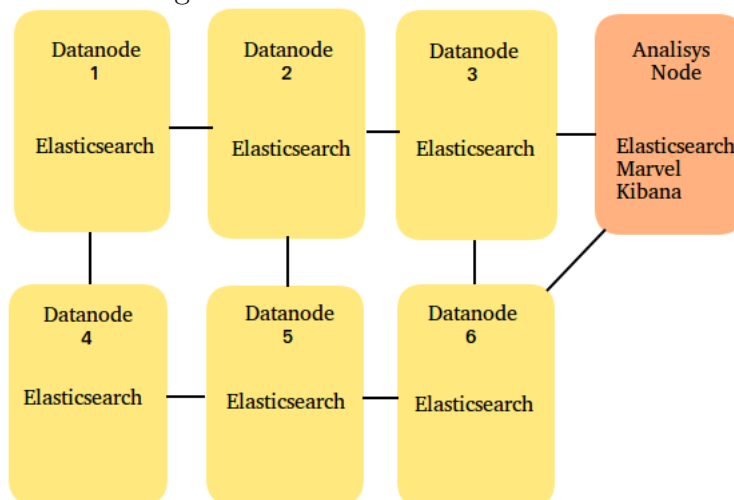 Datanode
1
Elasticsearch
Datanode
2
Elasticsearch
Datanode
3
Elasticsearch
Analisys
Node
Elasticsearch
Marvel
Kibana
Datanode
4
Elasticsearch
Datanode
5
Elasticsearch
Datanode
6
Elasticsearch